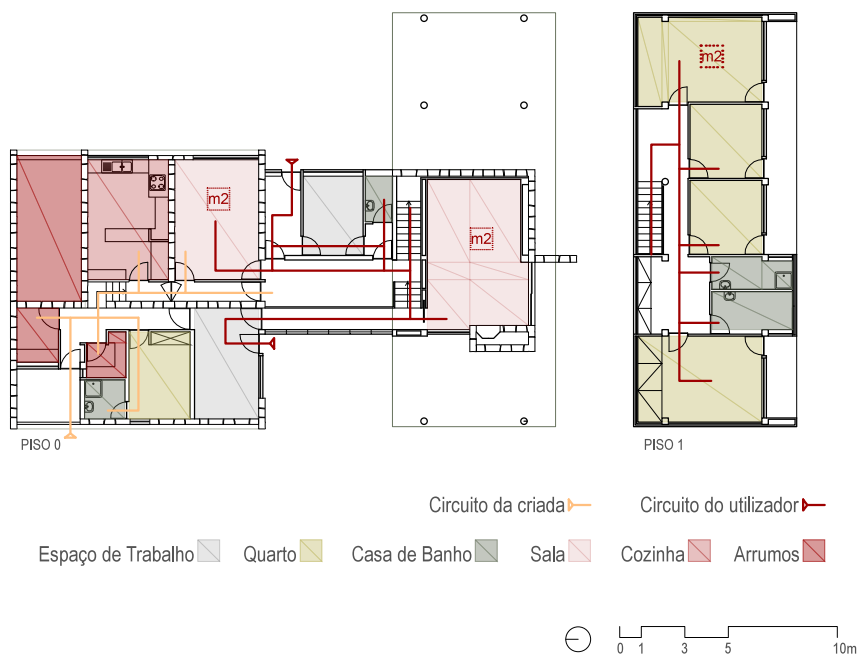 m2
m2
m2
PISO 0
PISO 1
Circuito da criada
Circuito do utilizador
Espaço de Trabalho
Quarto
Casa de Banho
Sala
Cozinha
Arrumos
0 1 3 5 10m